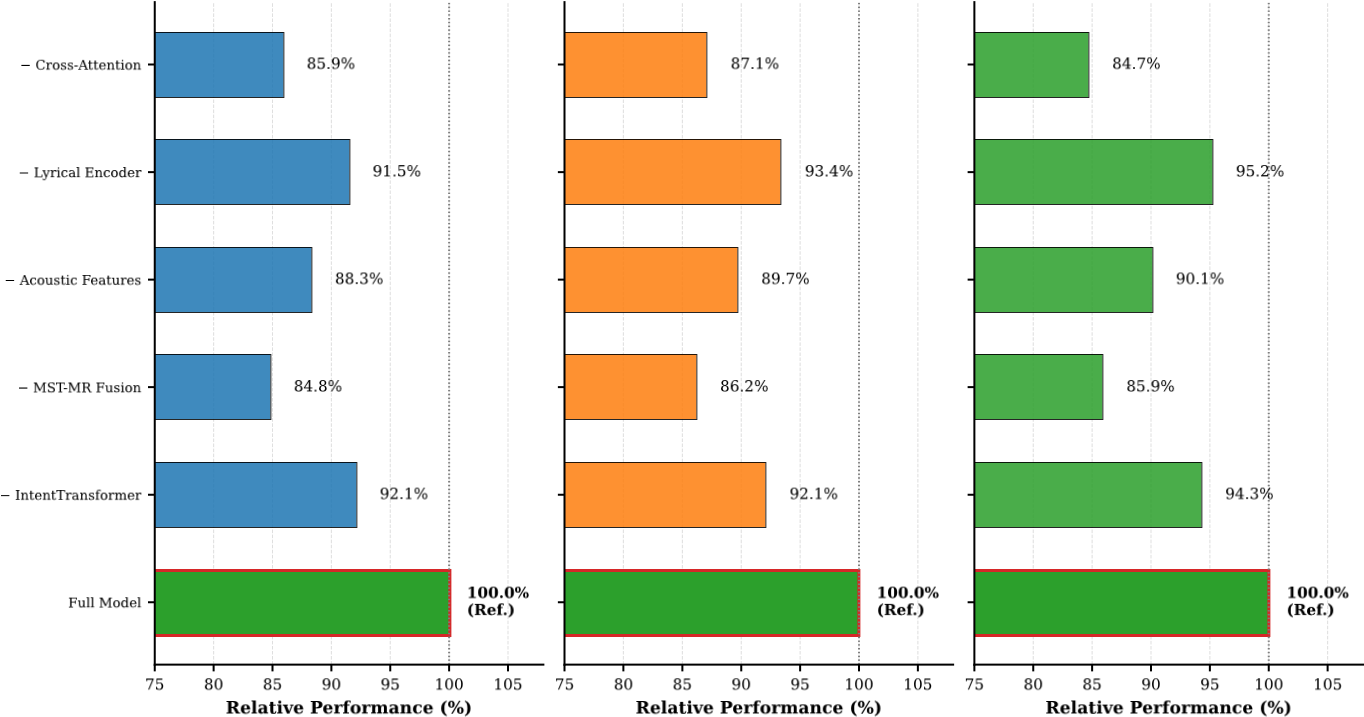 − Cross-Attention 85.9% 87.1% 84.7%
− Lyrical Encoder 91.5% 93.4% 95.2%
− Acoustic Features 88.3% 89.7% 90.1%
− MST-MR Fusion 84.8% 86.2% 85.9%
− IntentTransformer 92.1% 92.1% 94.3%
Full Model 100.0% (Ref.) 100.0% (Ref.) 100.0% (Ref.)
75 80 85 90 95 100 105 75 80 85 90 95 100 105 75 80 85 90 95 100 105
Relative Performance (%) Relative Performance (%) Relative Performance (%)